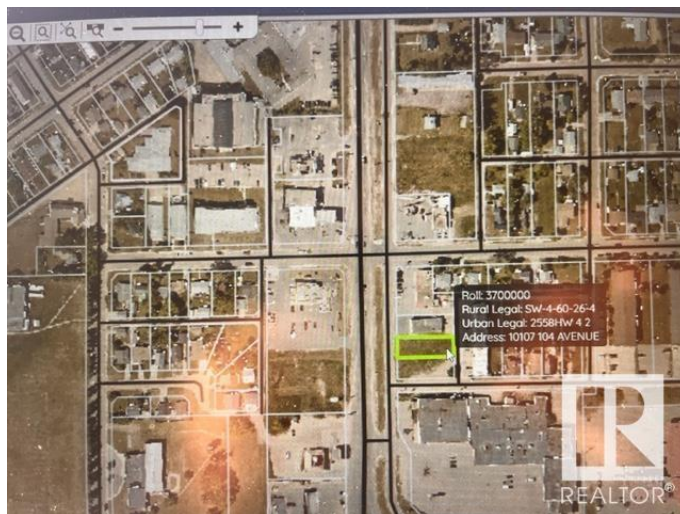 Roll: 3700000
Rural Legal: SW-4-60-26-4
Urban Legal: 2558HW 4 2
Address: 10107 104 AVENUE
R
REALTOR®